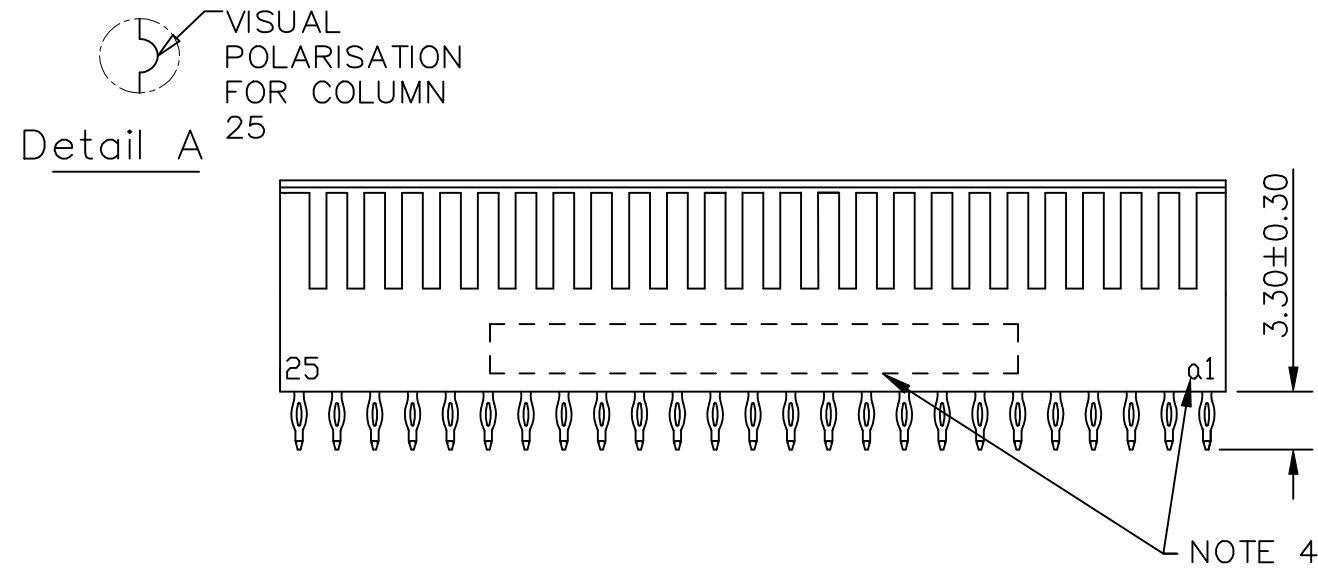 VISUAL
POLARISATION
FOR COLUMN
25
Detail A
3.30±0.30
25
a1
NOTE 4